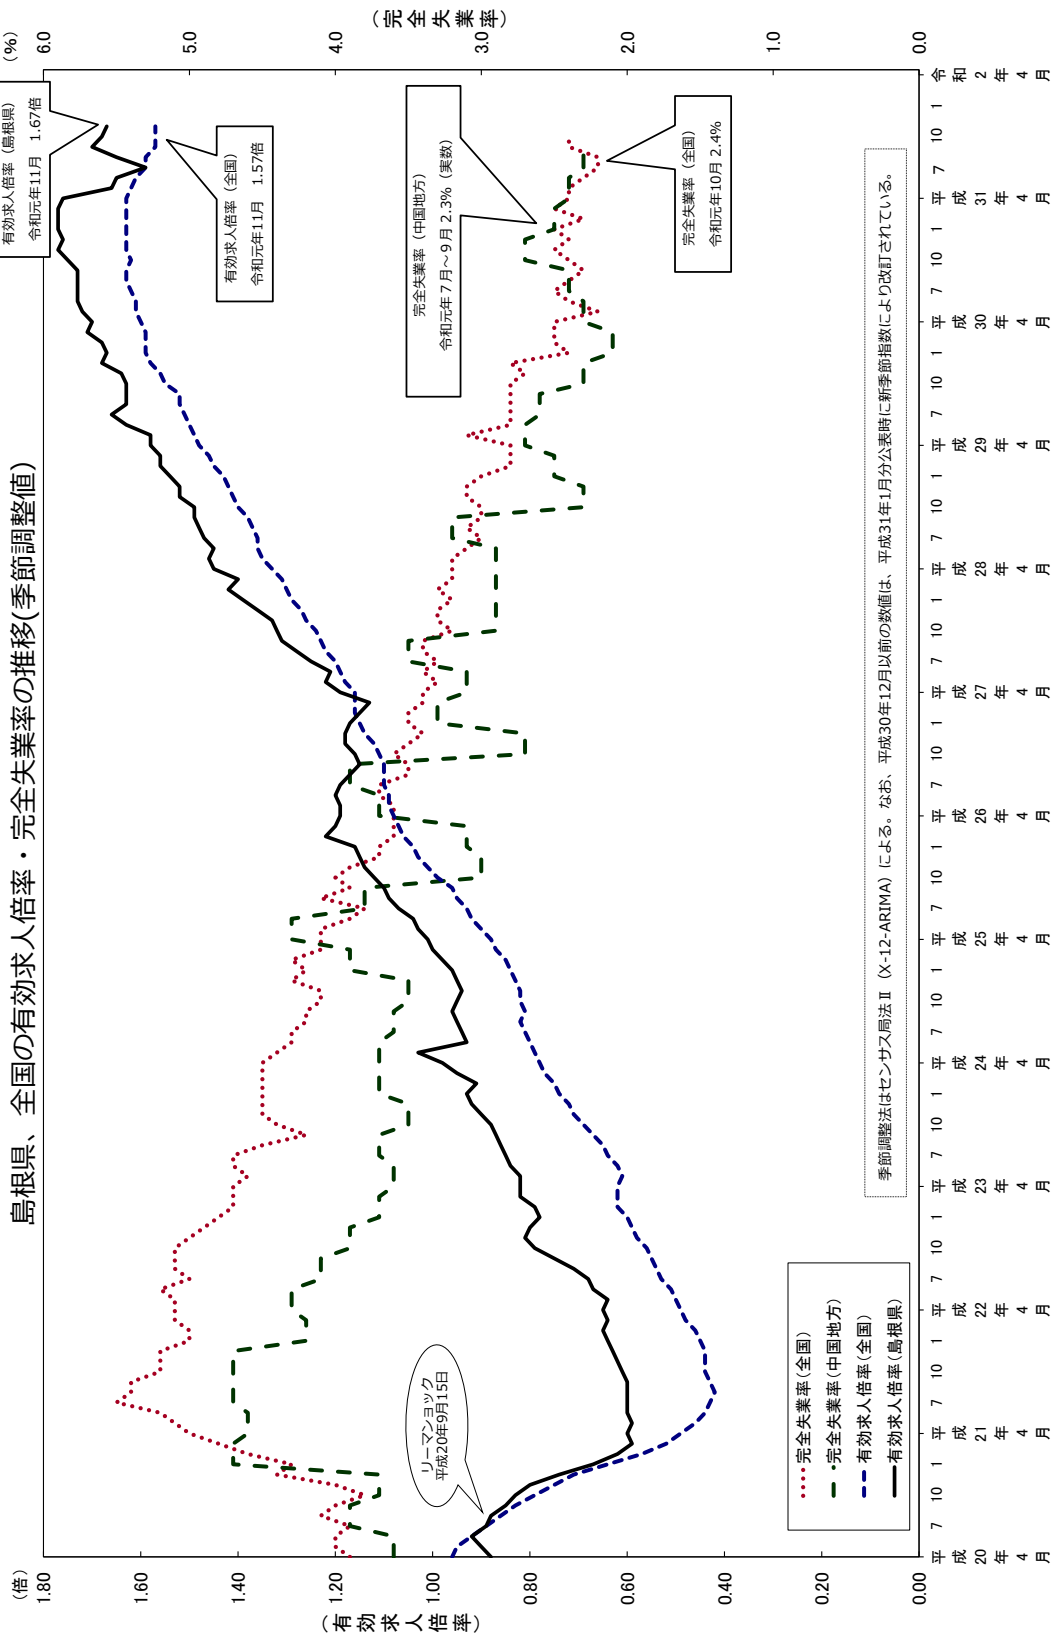 島根県、全国の有効求人倍率・完全失業率の推移(季節調整値)
(倍)
(%)
(有効求人倍率)
(完全失業率)
1.80
1.60
1.40
1.20
1.00
0.80
0.60
0.40
0.20
0.00
6.0
5.0
4.0
3.0
2.0
1.0
0.0
有効求人倍率（島根県）
令和元年11月　1.67倍
有効求人倍率（全国）
令和元年11月　1.57倍
完全失業率（中国地方）
令和元年７月～９月 2.3%（実数）
完全失業率（全国）
令和元年10月 2.4%
リーマンョック
平成20年9月15日
完全失業率(全国)
完全失業率(中国地方)
有効求人倍率(全国)
有効求人倍率(島根県)
季節調整法はセンサス局法Ⅱ（X-12-ARIMA）による。なお、平成30年12月以前の数値は、平成31年1月分公表時に新季節指数により改訂されている。
平成20年4月 7 10 1 平成21年4月 7 10 1 平成22年4月 7 10 1 平成23年4月 7 10 1 平成24年4月 7 10 1 平成25年4月 7 10 1 平成26年4月 7 10 1 平成27年4月 7 10 1 平成28年4月 7 10 1 平成29年4月 7 10 1 平成30年4月 7 10 1 平成31年4月 7 10 1 令和2年4月